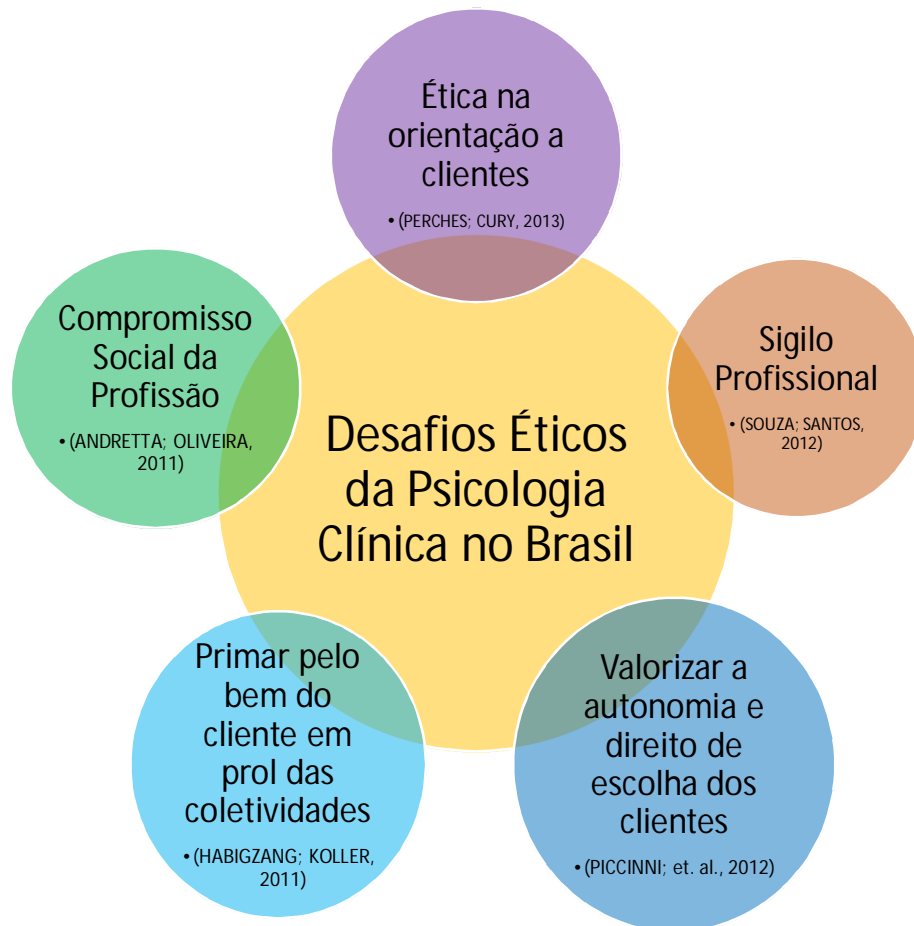 Ética na
orientação a
clientes
• (PERCHES; CURY, 2013)
Compromisso
Social da
Profissão
• (ANDRETTA; OLIVEIRA,
2011)
Sigilo
Profissional
• (SOUZA; SANTOS,
2012)
Desafios Éticos
da Psicologia
Clínica no Brasil
Primar pelo
bem do
cliente em
prol das
coletividades
• (HABIGZANG; KOLLER,
2011)
Valorizar a
autonomia e
direito de
escolha dos
clientes
• (PICCINNI; et. al., 2012)